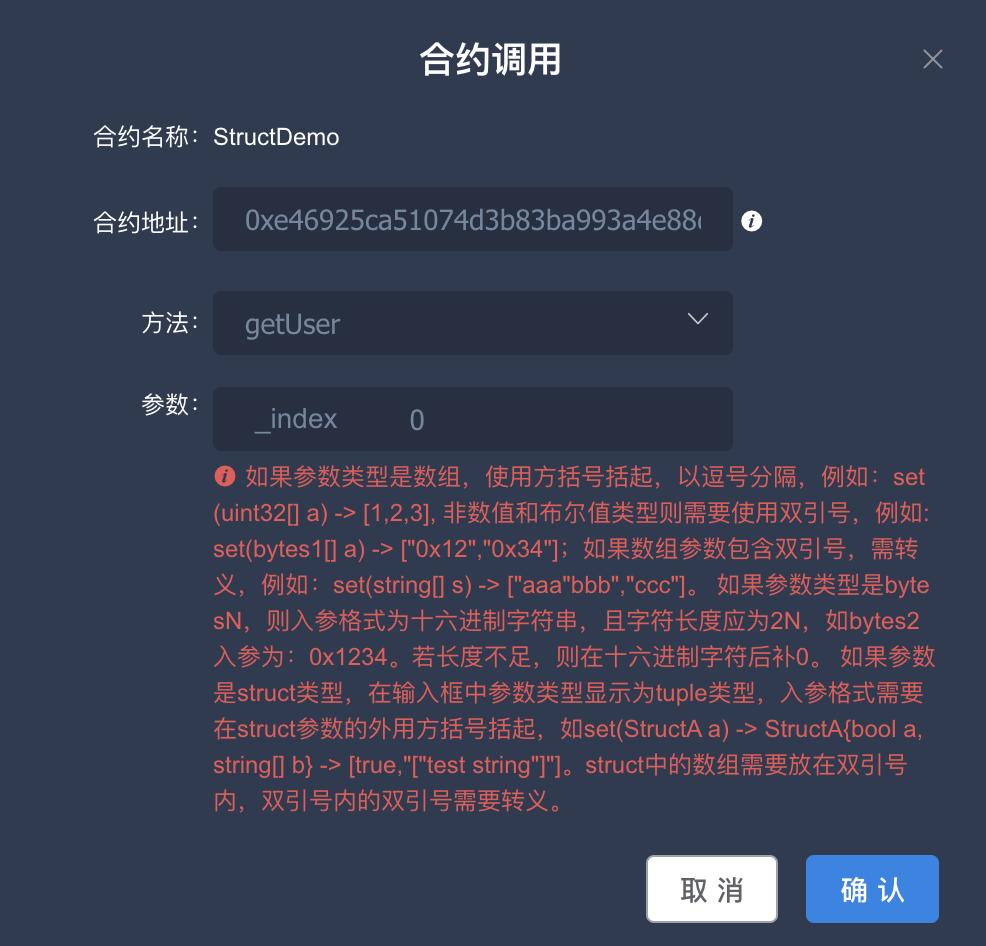 合约调用
合约名称： StructDemo
合约地址： 0xe46925ca51074d3b83ba993a4e88
方法： getUser
参数： _index 0
如果参数类型是数组，使用方括号括起，以逗号分隔，例如：set
(uint32[] a) -> [1,2,3], 非数值和布尔值类型则需要使用双引号，例如:
set(bytes1[] a) -> ["0x12","0x34"]；如果数组参数包含双引号，需转
义，例如：set(string[] s) -> ["aaa"bbb","ccc"]。 如果参数类型是byte
sN，则入参格式为十六进制字符串，且字符长度应为2N，如bytes2
入参为：0x1234。若长度不足，则在十六进制字符后补0。 如果参数
是struct类型，在输入框中参数类型显示为tuple类型，入参格式需要
在struct参数的外用方括号括起，如set(StructA a) -> StructA{bool a,
string[] b} -> [true,"["test string"]"]。struct中的数组需要放在双引号
内，双引号内的双引号需要转义。
取 消
确 认